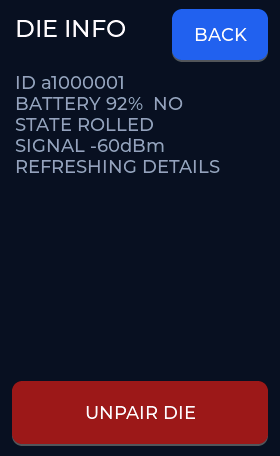 DIE INFO
BACK
ID a1000001
BATTERY 92%  NO
STATE ROLLED
SIGNAL -60dBm
REFRESHING DETAILS
UNPAIR DIE